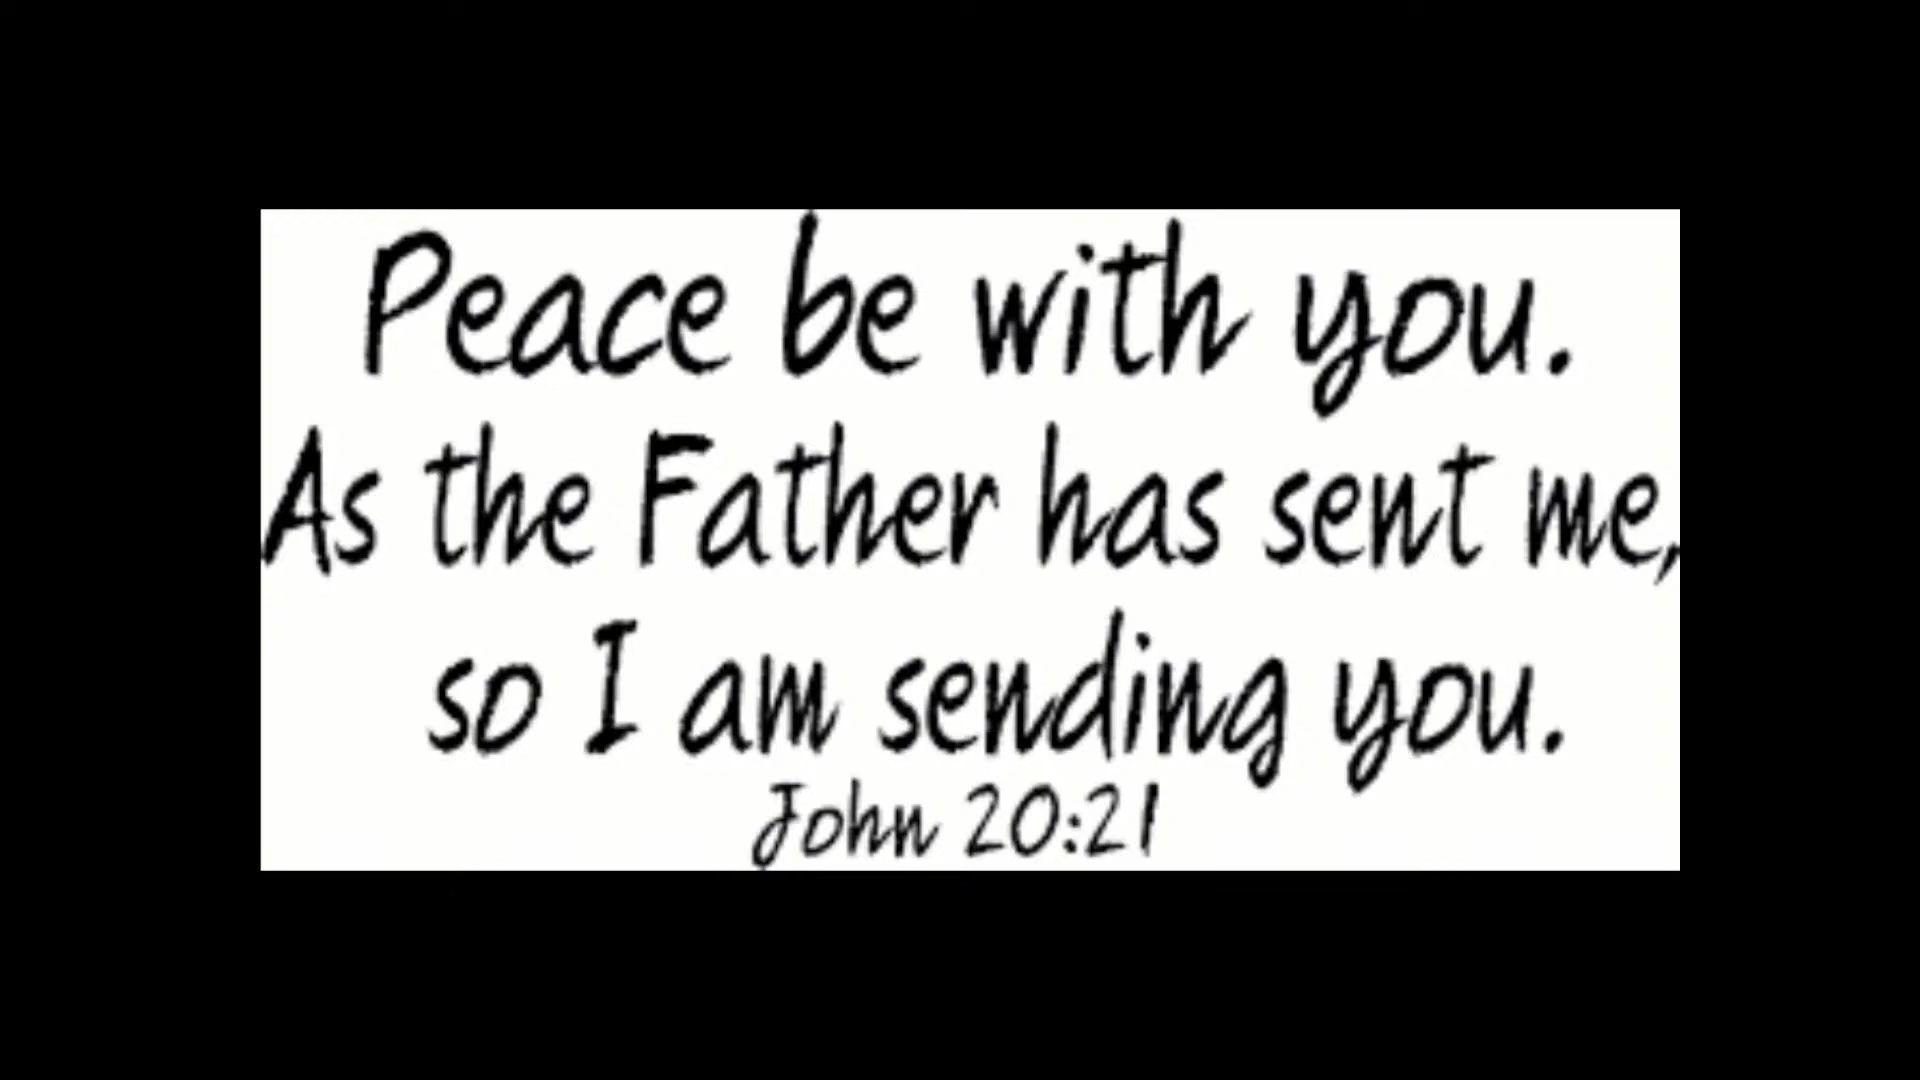 Peace be with you.
As the Father has sent me,
so I am sending you.
John 20:21